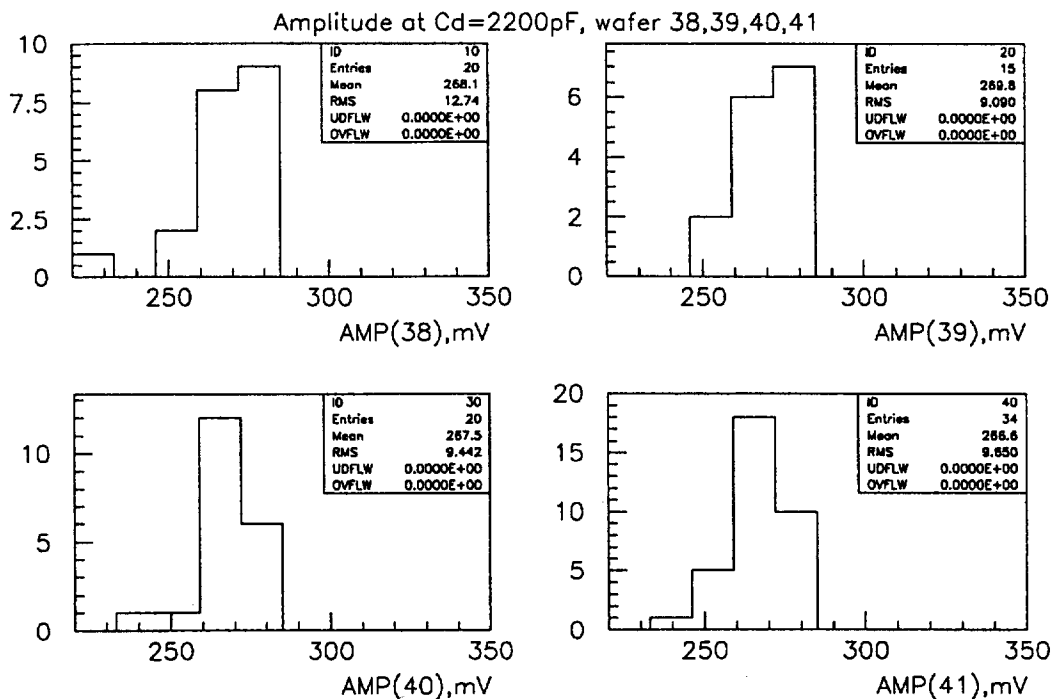 Amplitude at Cd=2200pF, wafer 38,39,40,41
10
7.5
5
2.5
0
250 300 350
AMP(38),mV
ID 10
Entries 20
Mean 268.1
RMS 12.74
UDFLW 0.0000E+00
OVFLW 0.0000E+00
6
4
2
0
250 300 350
AMP(39),mV
ID 20
Entries 15
Mean 269.8
RMS 9.090
UDFLW 0.0000E+00
OVFLW 0.0000E+00
10
5
0
250 300 350
AMP(40),mV
ID 30
Entries 20
Mean 267.5
RMS 9.442
UDFLW 0.0000E+00
OVFLW 0.0000E+00
20
15
10
5
0
250 300 350
AMP(41),mV
ID 40
Entries 34
Mean 266.6
RMS 9.650
UDFLW 0.0000E+00
OVFLW 0.0000E+00